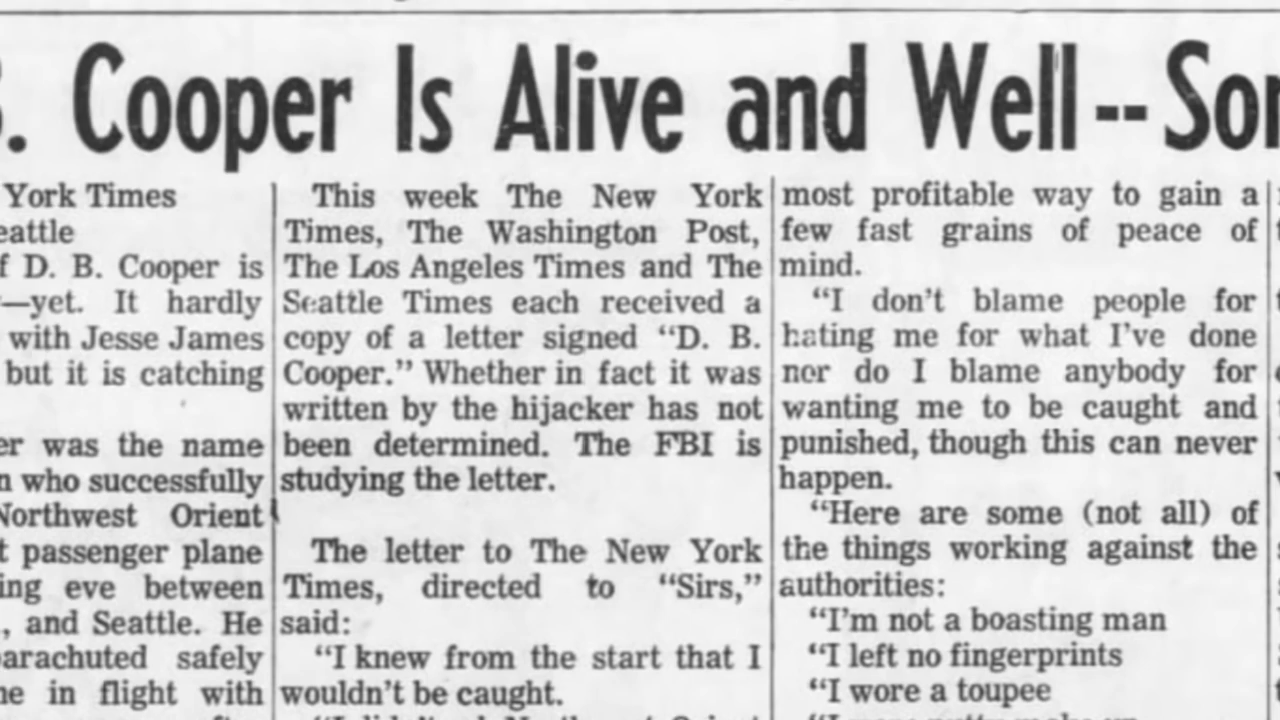 . Cooper Is Alive and Well -- Son
York Times
eattle
f D. B. Cooper is
—yet. It hardly
with Jesse James
but it is catching
er was the name
n who successfully
Northwest Orient
t passenger plane
ing eve between
, and Seattle. He
parachuted safely
ne in flight with
This week The New York
Times, The Washington Post,
The Los Angeles Times and The
Seattle Times each received a
copy of a letter signed “D. B.
Cooper.” Whether in fact it was
written by the hijacker has not
been determined. The FBI is
studying the letter.
The letter to The New York
Times, directed to “Sirs,”
said:
“I knew from the start that I
wouldn't be caught.
most profitable way to gain a
few fast grains of peace of
mind.
“I don't blame people for
hating me for what I've done
nor do I blame anybody for
wanting me to be caught and
punished, though this can never
happen.
“Here are some (not all) of
the things working against the
authorities:
“I'm not a boasting man
“I left no fingerprints
“I wore a toupee